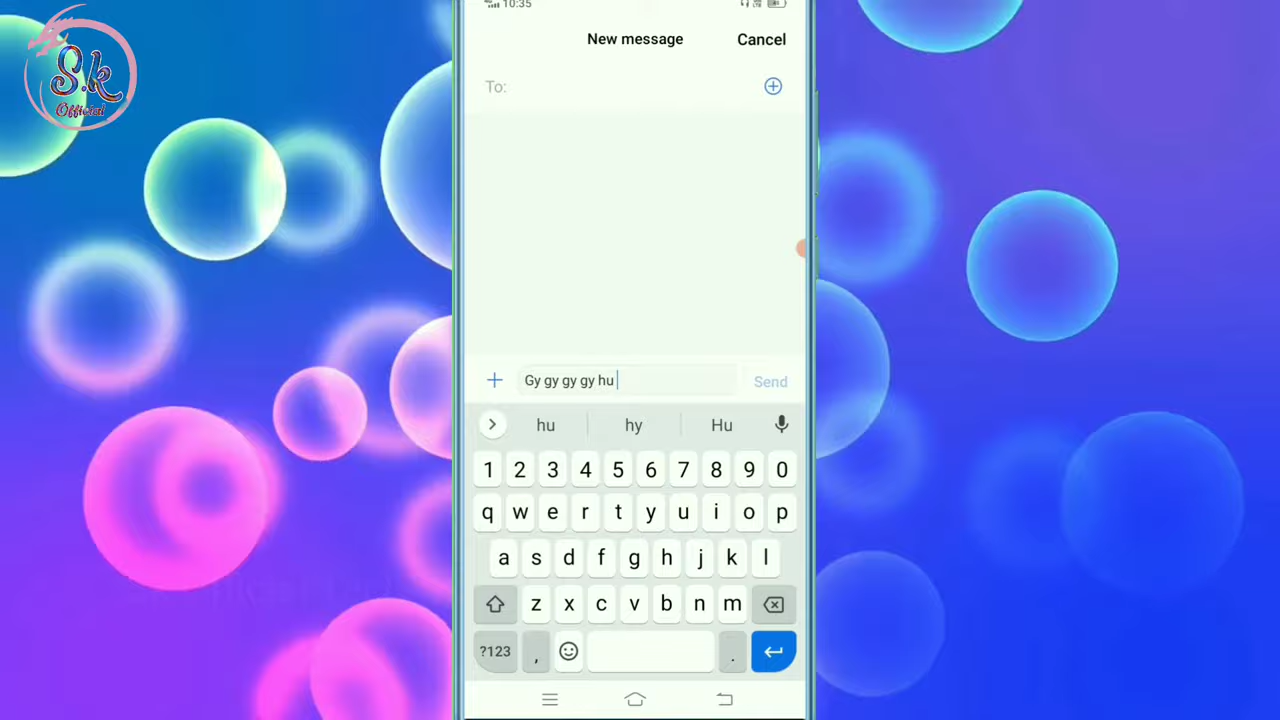 S.k
Official
10:35
New message
Cancel
To:
Gy gy gy gy hu
Send
hu hy Hu
1 2 3 4 5 6 7 8 9 0
q w e r t y u i o p
a s d f g h j k l
z x c v b n m
?123 , .